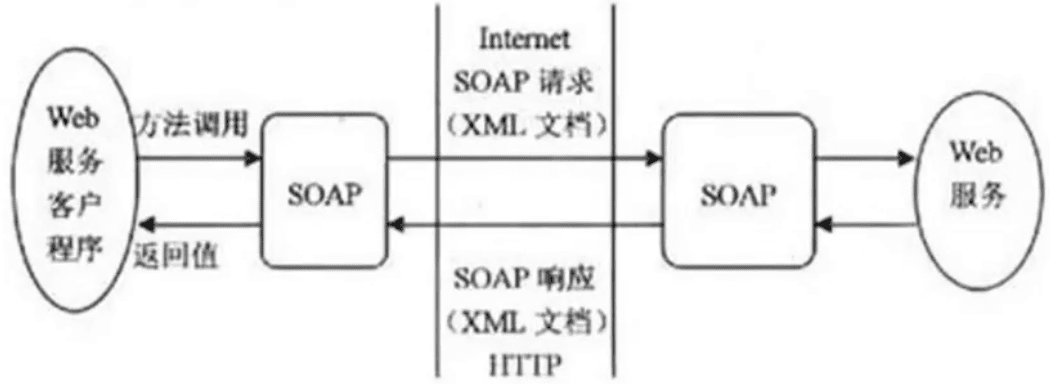 Web
服务
客户
程序
方法调用
返回值
SOAP
Internet
SOAP 请求
(XML 文档)
SOAP 响应
(XML 文档)
HTTP
SOAP
Web
服务